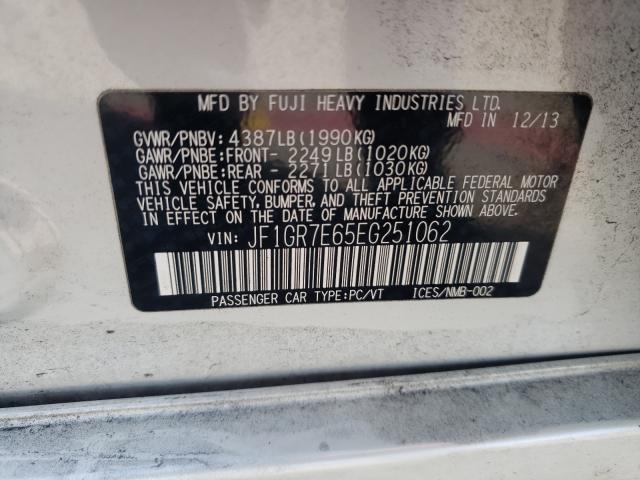 MFD BY FUJI HEAVY INDUSTRIES LTD.
MFD IN 12/13
GVWR/PNBV: 4387LB(1990KG)
GAWR/PNBE:FRONT- 2249LB(1020KG)
GAWR/PNBE:REAR - 2271LB(1030KG)
THIS VEHICLE CONFORMS TO ALL APPLICABLE FEDERAL MOTOR
VEHICLE SAFETY, BUMPER, AND THEFT PREVENTION STANDARDS
IN EFFECT ON THE DATE OF MANUFACTURE SHOWN ABOVE.
VIN: JF1GR7E65EG251062
PASSENGER CAR TYPE:PC/VT ICES/NMB-002